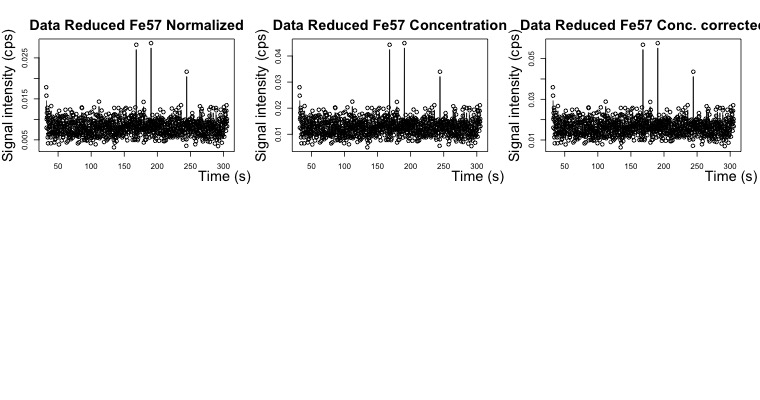 Data Reduced Fe57 Normalized
Signal intensity (cps)
0.005 0.015 0.025
50 100 150 200 250 300
Time (s)
Data Reduced Fe57 Concentration
Signal intensity (cps)
0.01 0.02 0.03 0.04
50 100 150 200 250 300
Time (s)
Data Reduced Fe57 Conc. corrected
Signal intensity (cps)
0.01 0.03 0.05
50 100 150 200 250 300
Time (s)